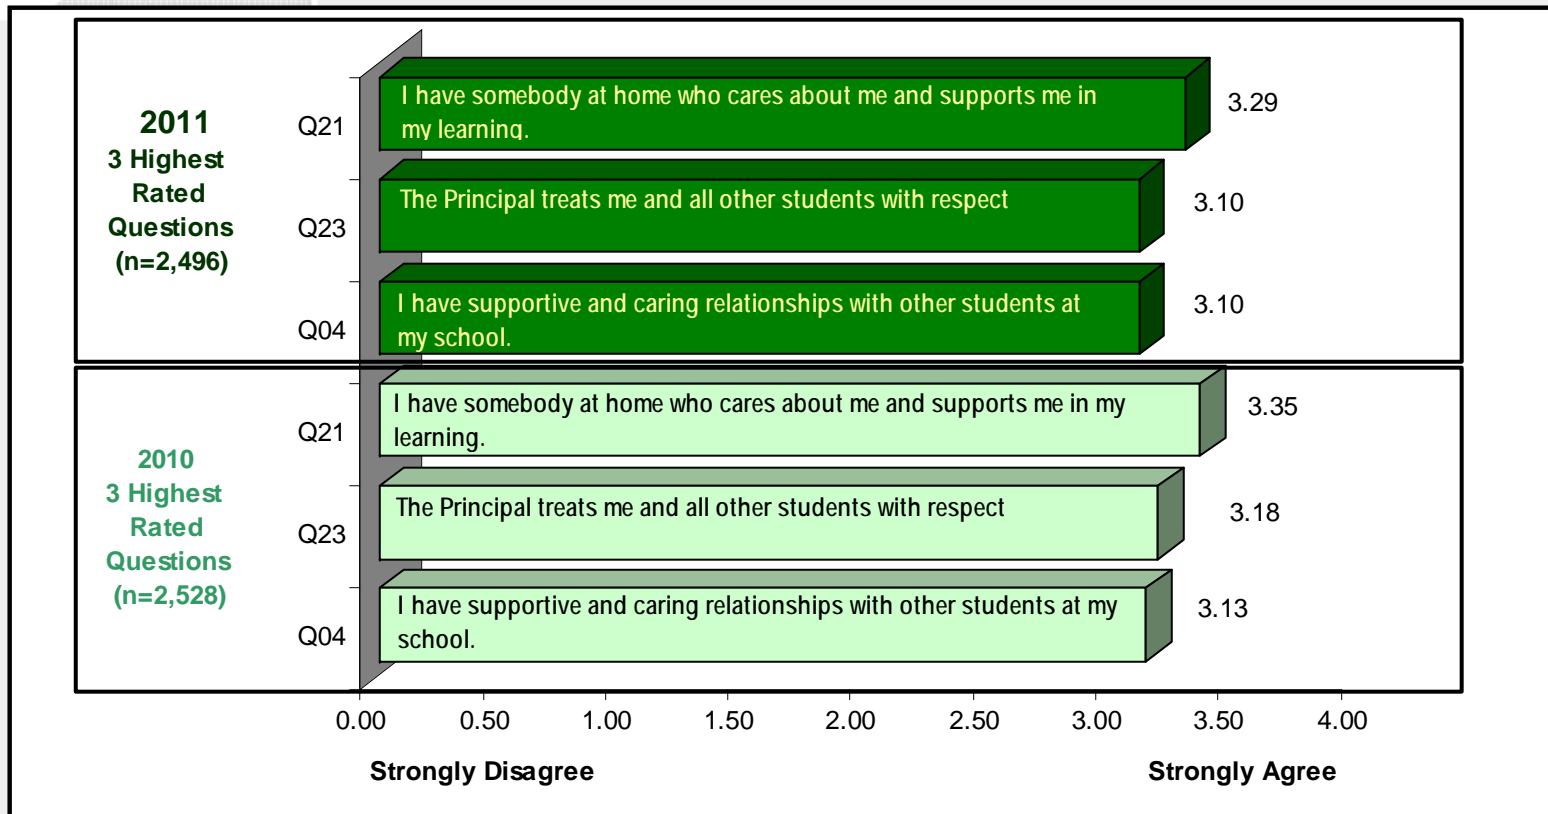 2011
3 Highest
Rated
Questions
(n=2,496)
Q21
I have somebody at home who cares about me and supports me in
my learning.
3.29
Q23
The Principal treats me and all other students with respect
3.10
Q04
I have supportive and caring relationships with other students at
my school.
3.10
2010
3 Highest
Rated
Questions
(n=2,528)
Q21
I have somebody at home who cares about me and supports me in my
learning.
3.35
Q23
The Principal treats me and all other students with respect
3.18
Q04
I have supportive and caring relationships with other students at my
school.
3.13
0.00 0.50 1.00 1.50 2.00 2.50 3.00 3.50 4.00
Strongly Disagree Strongly Agree